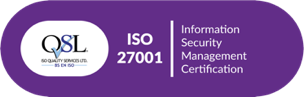 QSL
ISO QUALITY SERVICES LTD.
BS EN ISO
ISO
27001
Information
Security
Management
Certification